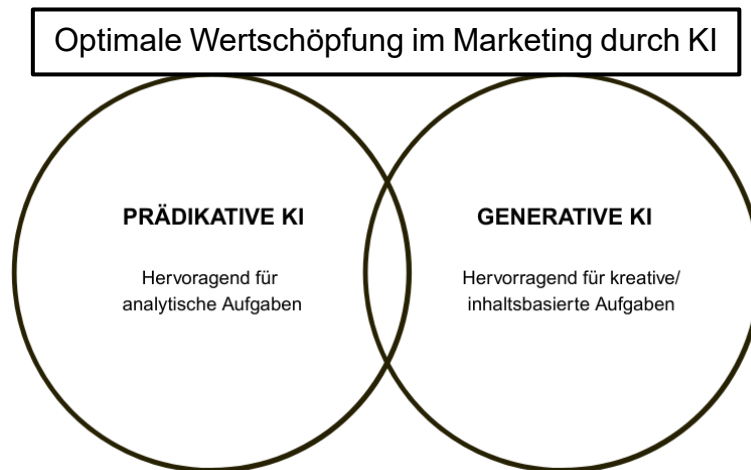 Optimale Wertschöpfung im Marketing durch KI
PRÄDIKATIVE KI
Hervoragend für
analytische Aufgaben
GENERATIVE KI
Hervorragend für kreative/
inhaltsbasierte Aufgaben